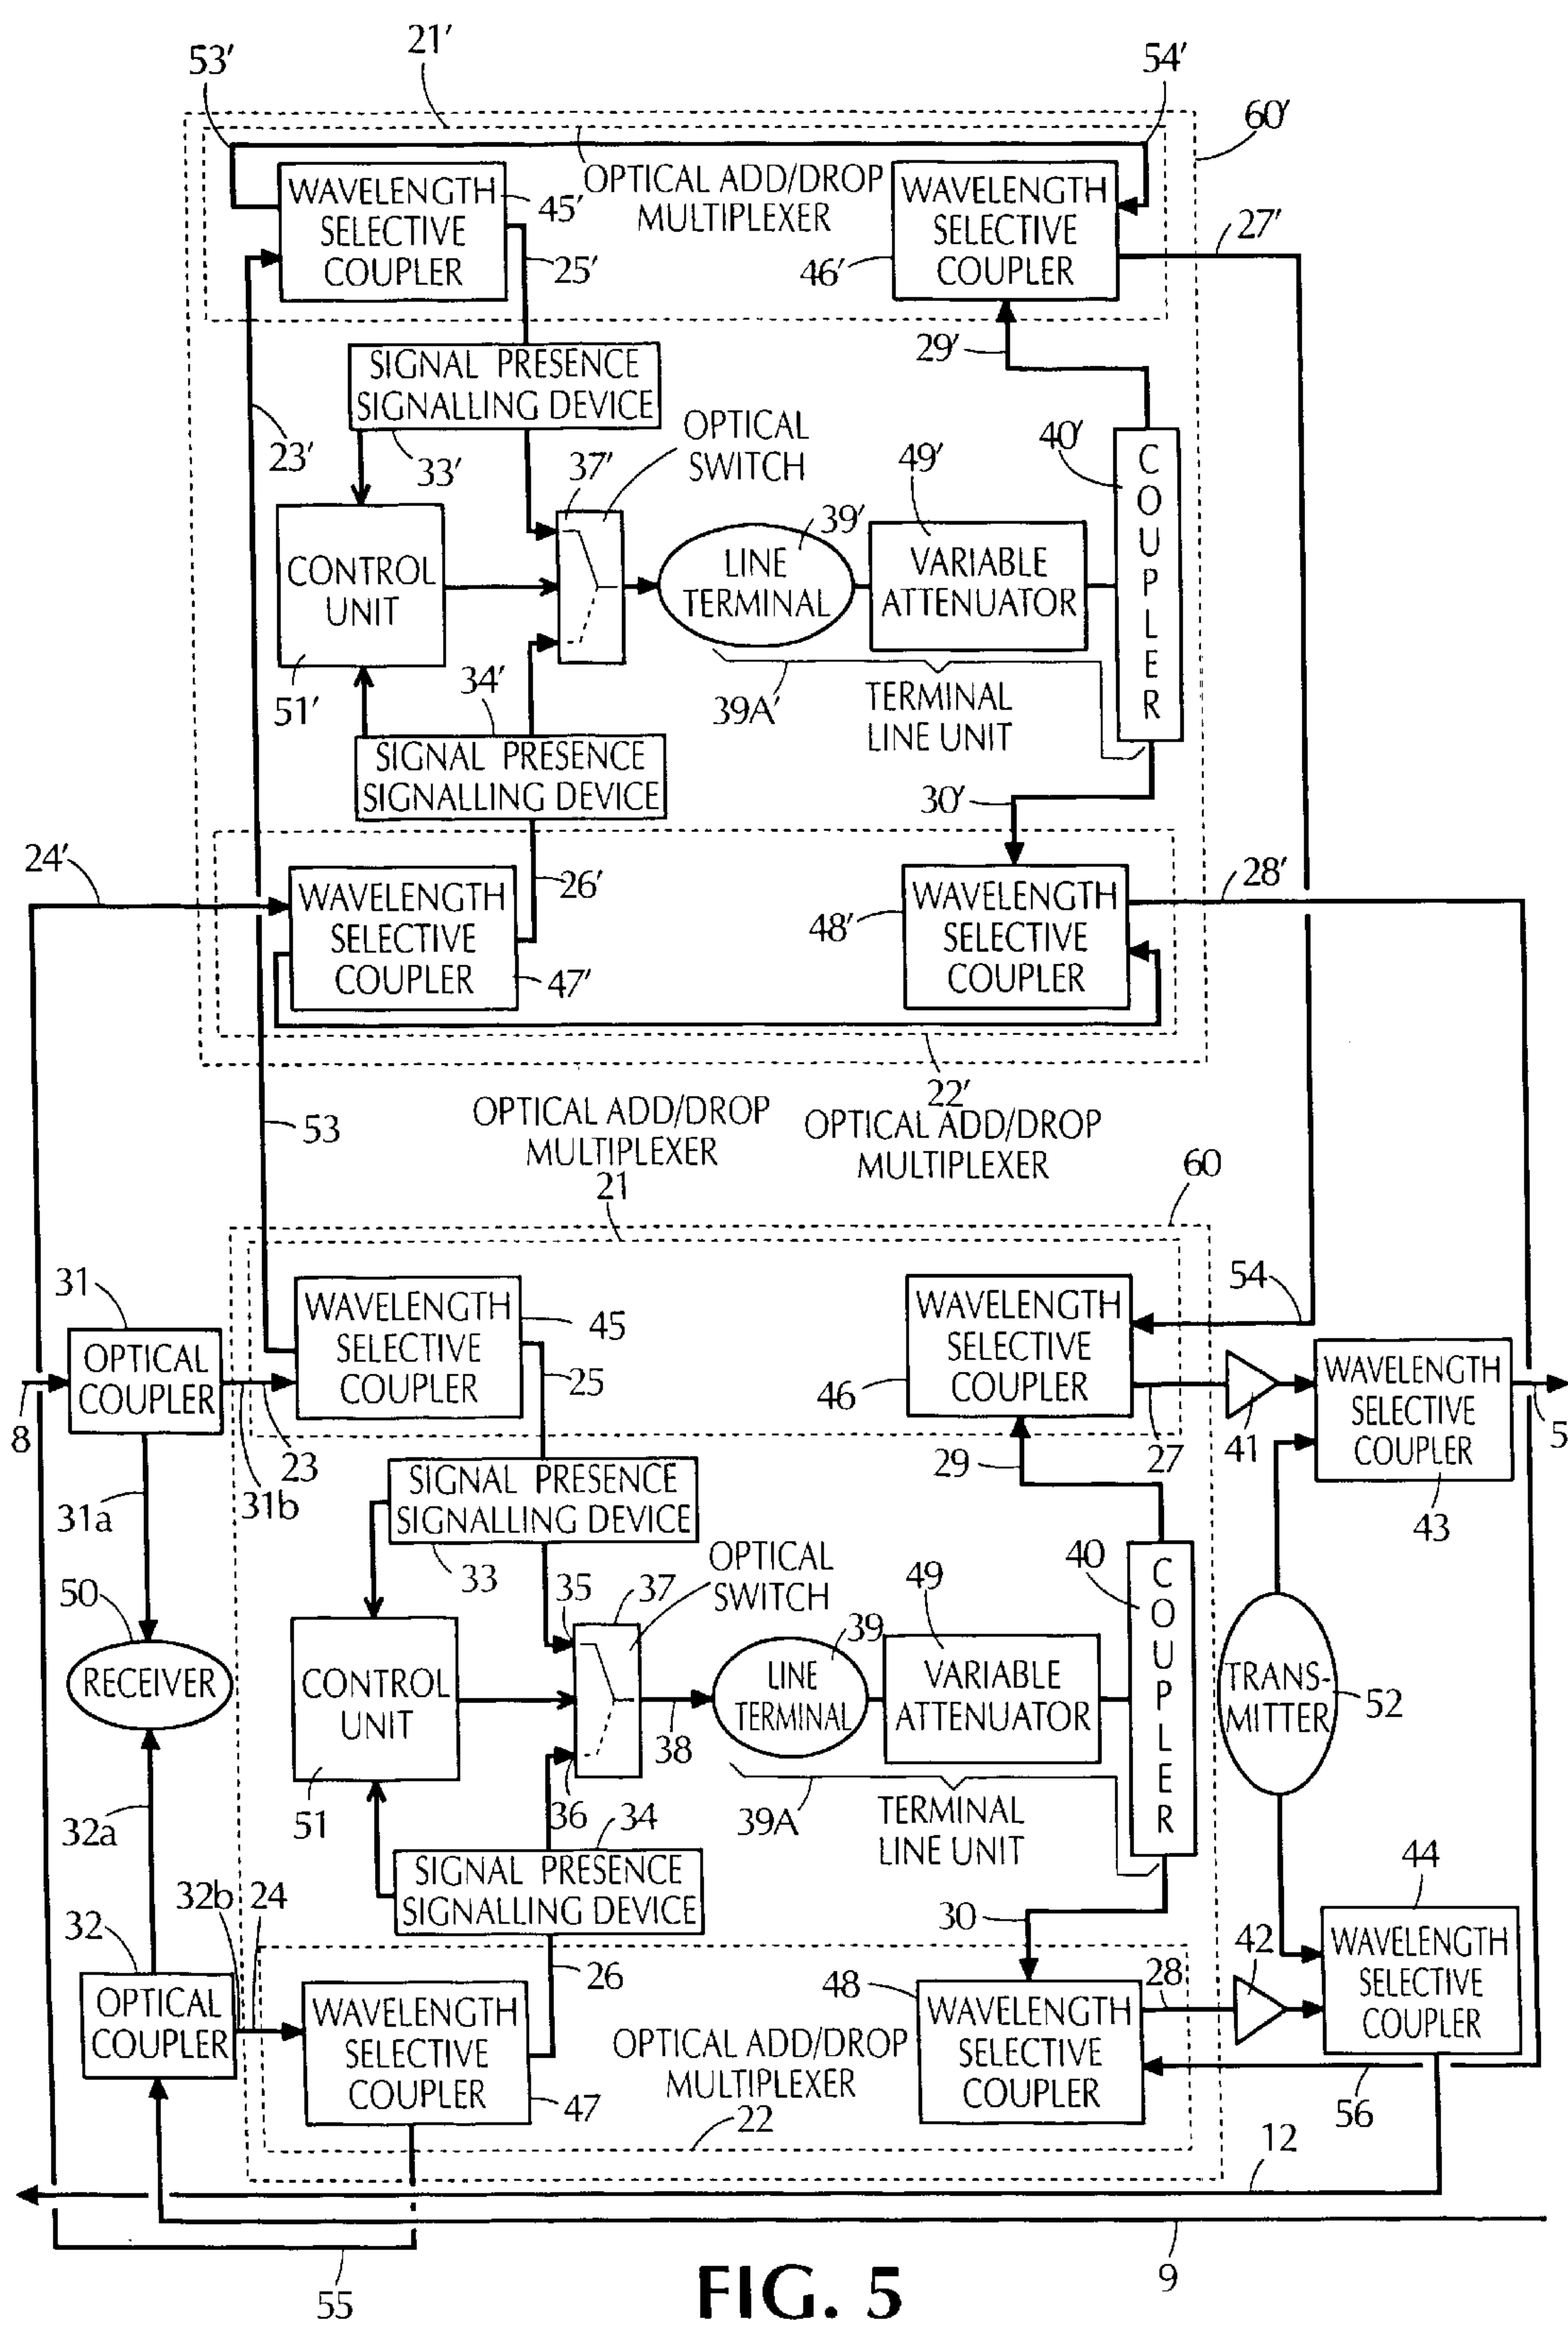 21′
53′
54′
60′
OPTICAL ADD/DROP
MULTIPLEXER
WAVELENGTH
SELECTIVE
COUPLER
45′
25′
WAVELENGTH
SELECTIVE
COUPLER
46′
27′
29′
SIGNAL PRESENCE
SIGNALLING DEVICE
23′
33′
OPTICAL
SWITCH
37′
40′
49′
39′
CONTROL
UNIT
LINE
TERMINAL
VARIABLE
ATTENUATOR
COUPLER
51′
34′
39A′
TERMINAL
LINE UNIT
SIGNAL PRESENCE
SIGNALLING DEVICE
30′
24′
26′
28′
WAVELENGTH
SELECTIVE
COUPLER
47′
48′
WAVELENGTH
SELECTIVE
COUPLER
22′
53
OPTICAL ADD/DROP
MULTIPLEXER
21
OPTICAL ADD/DROP
MULTIPLEXER
60
31
OPTICAL
COUPLER
8
WAVELENGTH
SELECTIVE
COUPLER
45
25
46
WAVELENGTH
SELECTIVE
COUPLER
54
27
41
WAVELENGTH
SELECTIVE
COUPLER
5
43
23
31b
31a
29
SIGNAL PRESENCE
SIGNALLING DEVICE
33
OPTICAL
SWITCH
35
37
40
49
39
50
RECEIVER
CONTROL
UNIT
51
LINE
TERMINAL
VARIABLE
ATTENUATOR
COUPLER
TRANS-
MITTER
52
38
36
34
39A
TERMINAL
LINE UNIT
32a
SIGNAL PRESENCE
SIGNALLING DEVICE
32b
24
32
30
44
42
26
48
28
OPTICAL
COUPLER
WAVELENGTH
SELECTIVE
COUPLER
47
OPTICAL ADD/DROP
MULTIPLEXER
22
WAVELENGTH
SELECTIVE
COUPLER
WAVELENGTH
SELECTIVE
COUPLER
56
12
9
55
FIG. 5